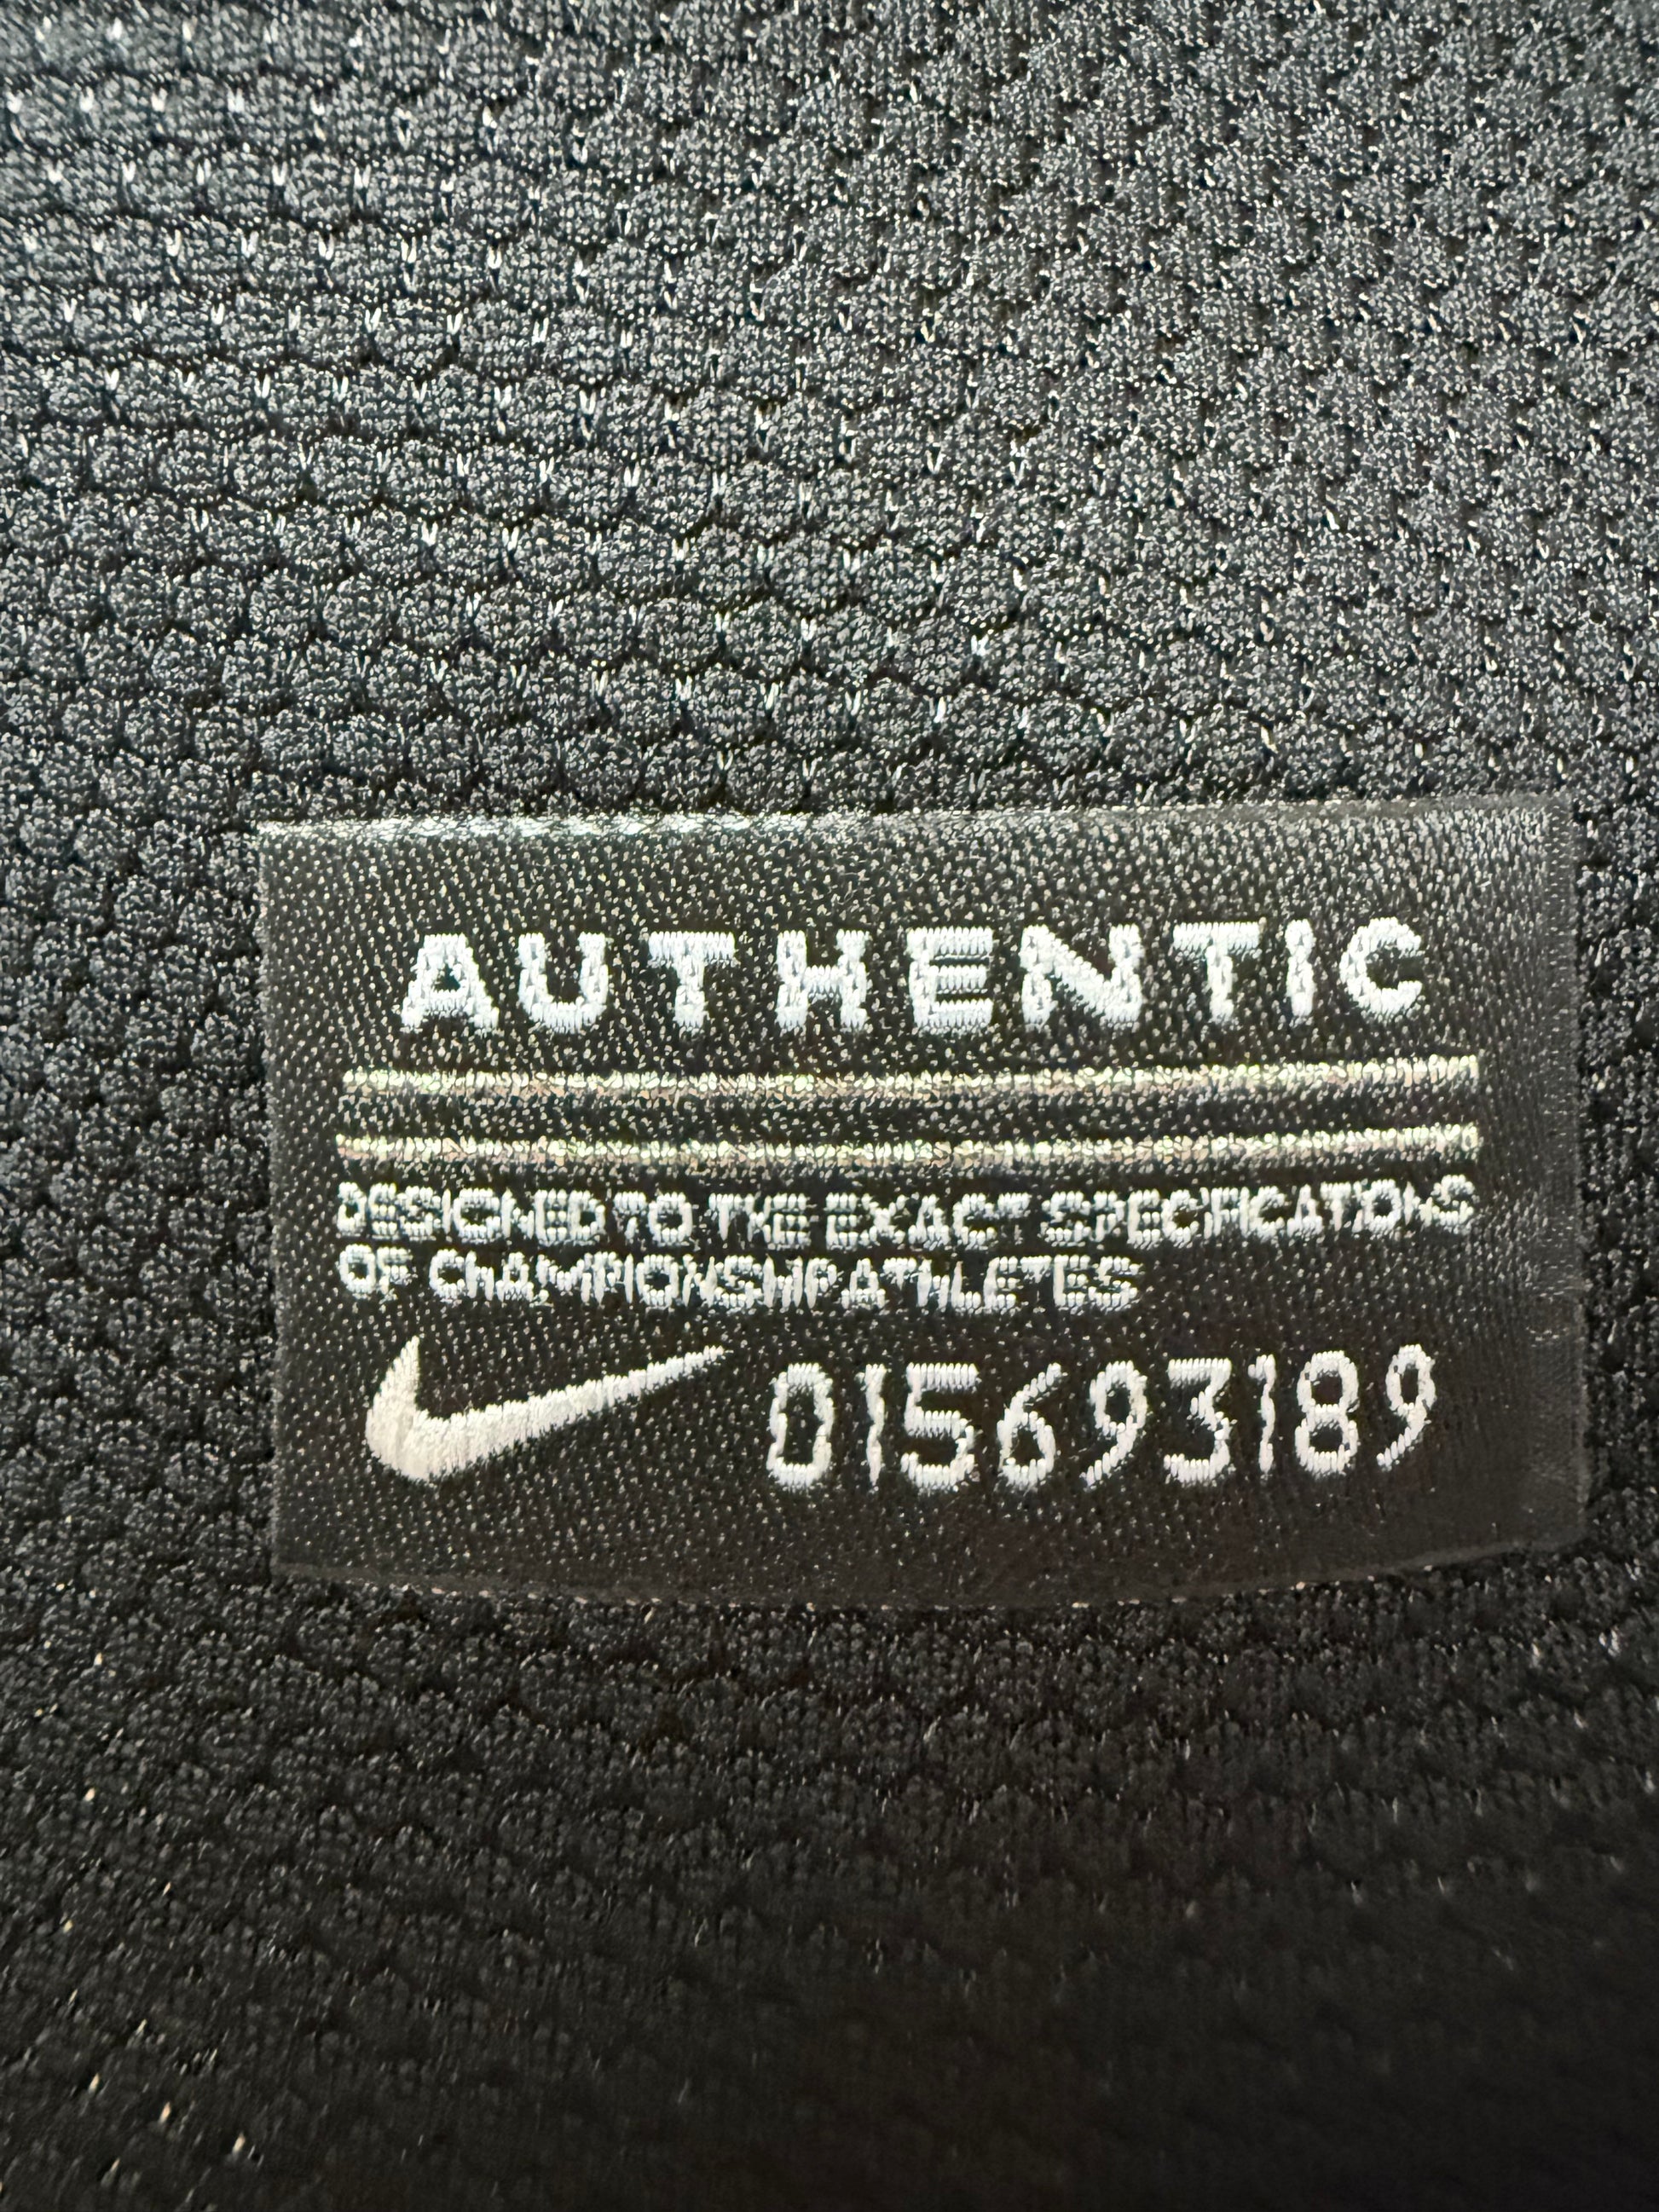 AUTHENTIC
DESIGNED TO THE EXACT SPECIFICATIONS
OF CHAMPIONSHIP ATHLETES
015693189